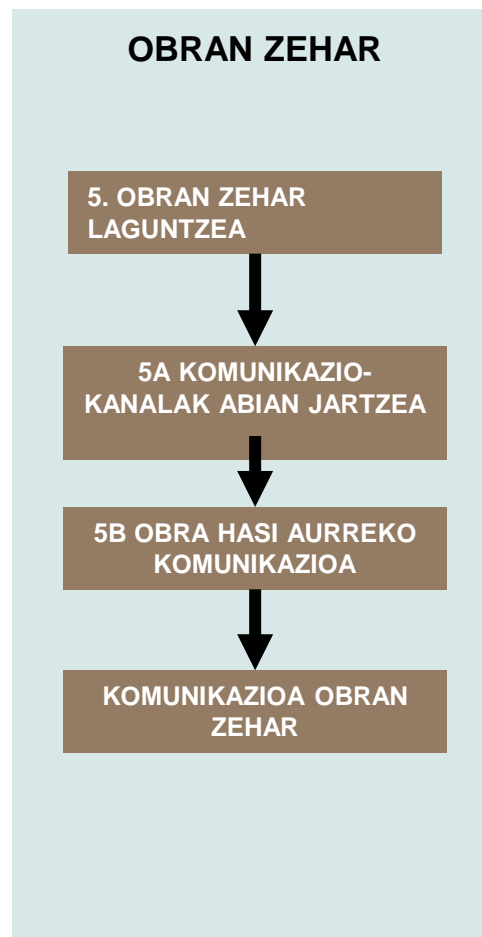 OBRAN ZEHAR
5. OBRAN ZEHAR
LAGUNTZEA
5A KOMUNIKAZIO-
KANALAK ABIAN JARTZEA
5B OBRA HASI AURREKO
KOMUNIKAZIOA
KOMUNIKAZIOA OBRAN
ZEHAR